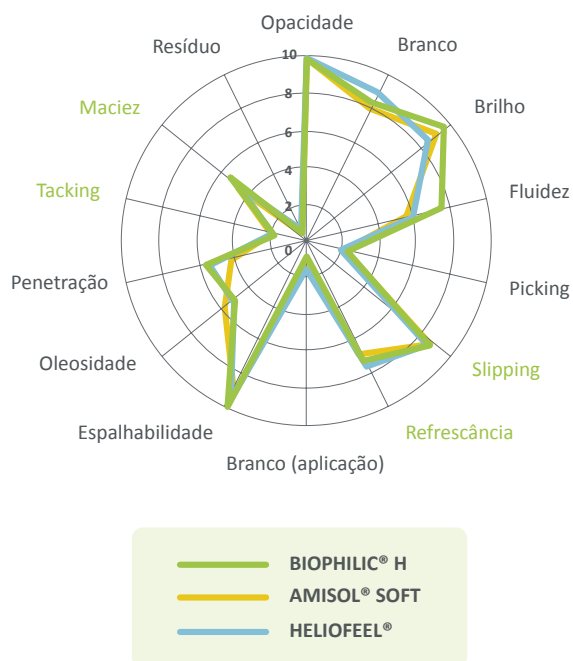 Opacidade
Resíduo
Branco
10
Maciez
8
Brilho
6
Tacking
4
Fluidez
2
0
Penetração
Picking
Oleosidade
Slipping
Espalhabilidade
Refrescância
Branco (aplicação)
BIOPHILIC® H
AMISOL® SOFT
HELIOFEEL®